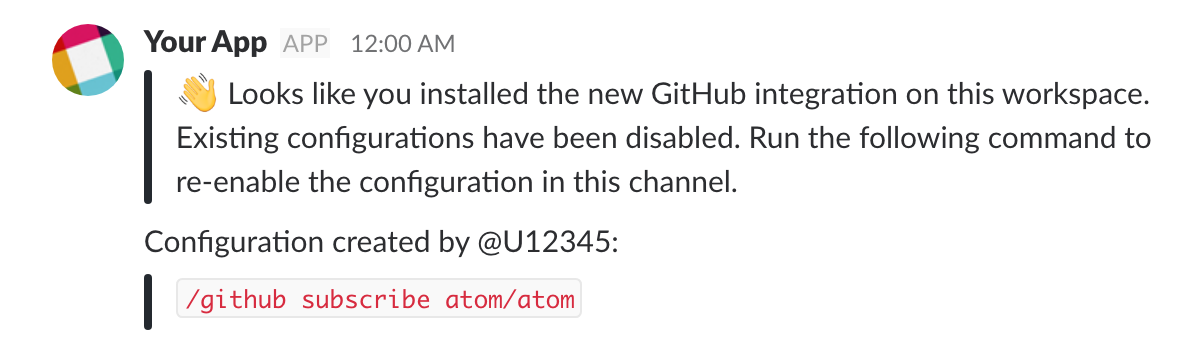 Your App APP 12:00 AM
👋 Looks like you installed the new GitHub integration on this workspace.
Existing configurations have been disabled. Run the following command to
re-enable the configuration in this channel.
Configuration created by @U12345:
/github subscribe atom/atom